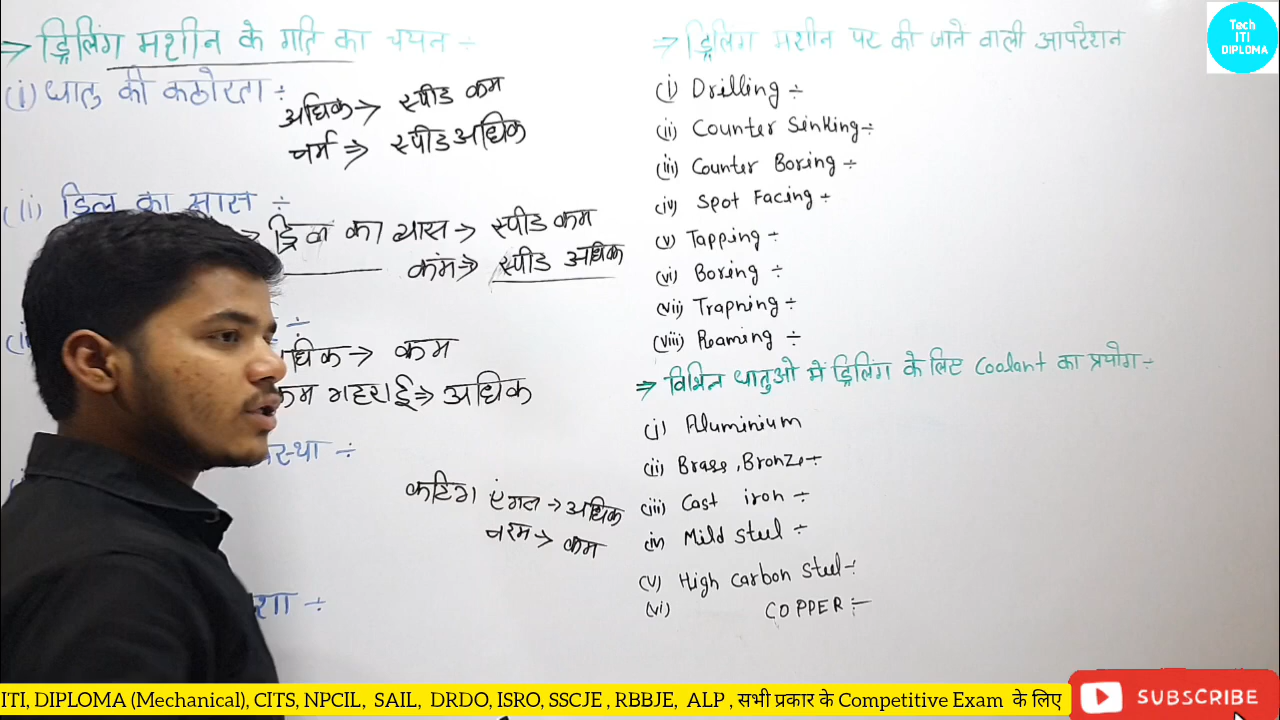 → ड्रिलिंग मशीन के गति का चयन ÷
(i) धातु की कठोरता ÷
अधिक → स्पीड कम
नर्म ⇒ स्पीड अधिक
(ii) ड्रिल का व्यास ÷
ड्रिल का व्यास → स्पीड कम
कम ⇒ स्पीड अधिक
→ कम
कम गहराई ⇒ अधिक
÷
कटिंग एंगल → अधिक
नरम → कम
÷
→ ड्रिलिंग मशीन पर की जाने वाली आपरेशन
(i) Drilling ÷
(ii) Counter Sinking ÷
(iii) Counter Boring ÷
(iv) Spot Facing ÷
(v) Tapping ÷
(vi) Boring ÷
(vii) Trapning ÷
(viii) Reaming ÷
⇒ विभिन धातुओ में ड्रिलिंग के लिए Coolant का प्रयोग ÷
(i) Aluminium
(ii) Brass, Bronze ÷
(iii) Cast iron ÷
(iv) Mild Steel ÷
(v) High Carbon Steel ÷
(vi) COPPER ÷
Tech
ITI
DIPLOMA
ITI, DIPLOMA (Mechanical), CITS, NPCIL, SAIL, DRDO, ISRO, SSCJE , RBBJE, ALP , सभी प्रकार के Competitive Exam के लिए
SUBSCRIBE